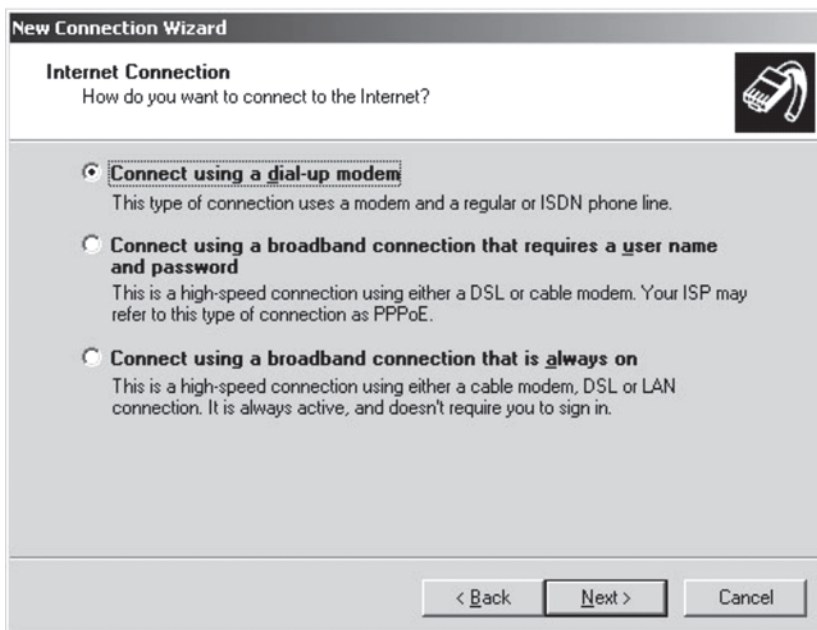 New Connection Wizard
Internet Connection
How do you want to connect to the Internet?
Connect using a dial-up modem
This type of connection uses a modem and a regular or ISDN phone line.
Connect using a broadband connection that requires a user name
and password
This is a high-speed connection using either a DSL or cable modem. Your ISP may
refer to this type of connection as PPPoE.
Connect using a broadband connection that is always on
This is a high-speed connection using either a cable modem, DSL or LAN
connection. It is always active, and doesn't require you to sign in.
< Back
Next >
Cancel